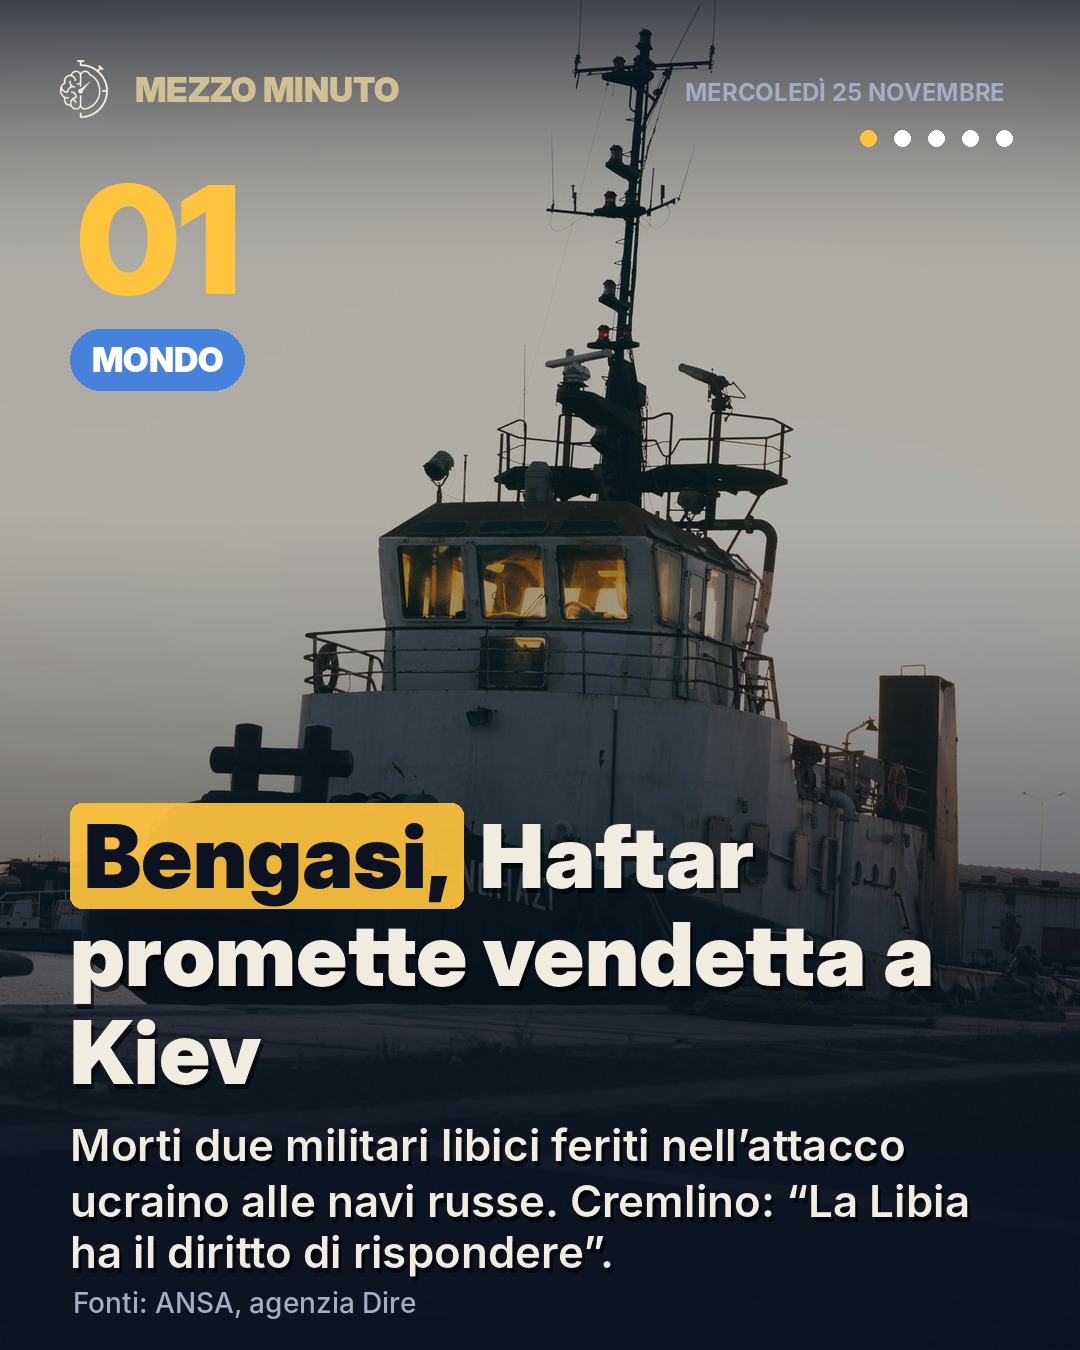 MEZZO MINUTO
MERCOLEDÌ 25 NOVEMBRE
01
MONDO
Bengasi, Haftar
promette vendetta a
Kiev
Morti due militari libici feriti nell’attacco
ucraino alle navi russe. Cremlino: “La Libia
ha il diritto di rispondere”.
Fonti: ANSA, agenzia Dire